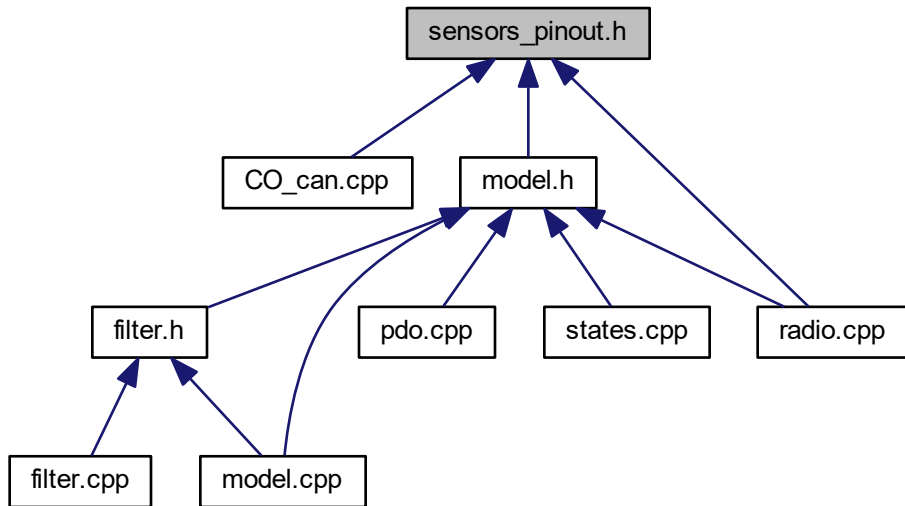 sensors_pinout.h
CO_can.cpp
model.h
filter.h
pdo.cpp
states.cpp
radio.cpp
filter.cpp
model.cpp